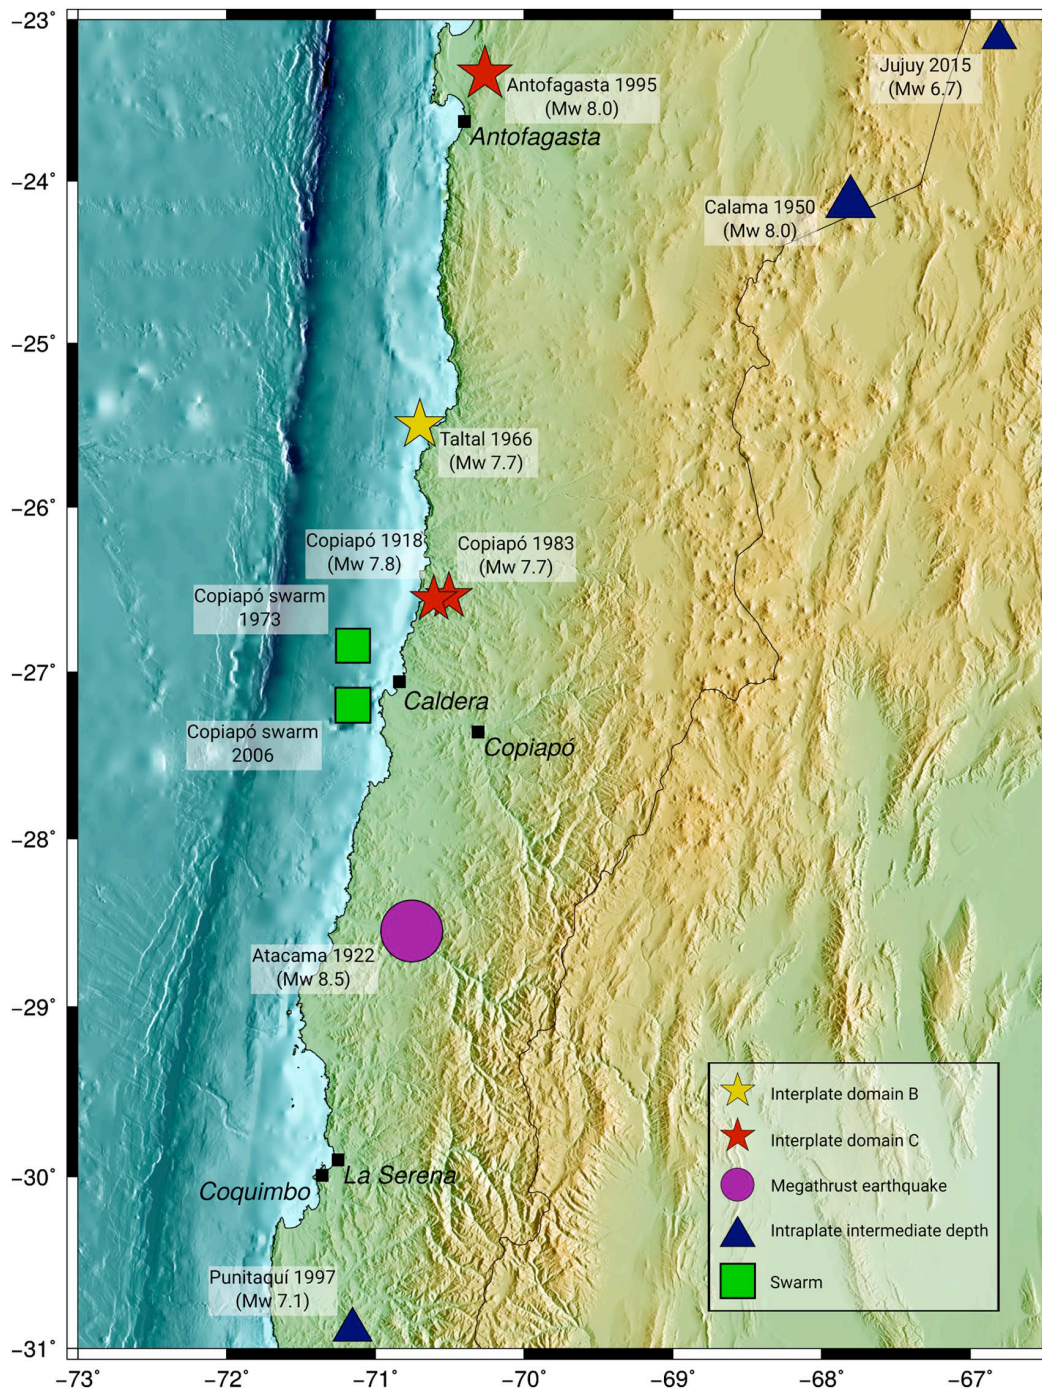 −23°
Jujuy 2015
(Mw 6.7)
Antofagasta 1995
(Mw 8.0)
Antofagasta
−24°
Calama 1950
(Mw 8.0)
−25°
Taltal 1966
(Mw 7.7)
−26°
Copiapó 1918
(Mw 7.8)
Copiapó 1983
(Mw 7.7)
Copiapó swarm
1973
−27°
Caldera
Copiapó swarm
2006
Copiapó
−28°
Atacama 1922
(Mw 8.5)
−29°
Interplate domain B
Interplate domain C
Megathrust earthquake
Intraplate intermediate depth
Swarm
−30°
La Serena
Coquimbo
Punitaquí 1997
(Mw 7.1)
−31°
−73° −72° −71° −70° −69° −68° −67°